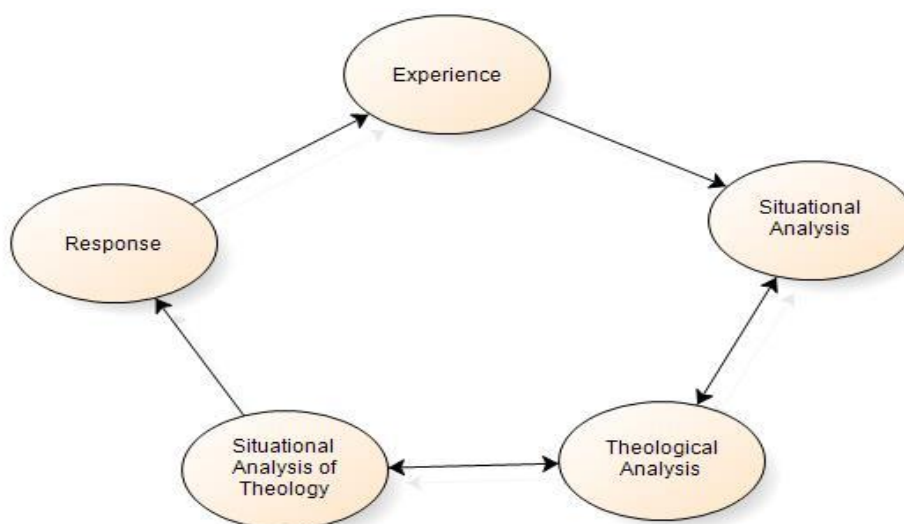 Experience
Situational
Analysis
Response
Situational
Analysis of
Theology
Theological
Analysis